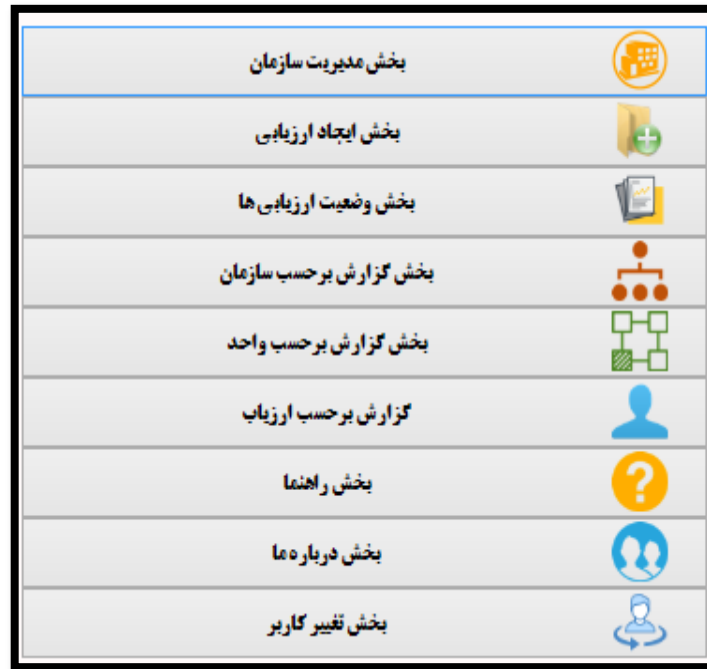 بخش مدیریت سازمان
بخش ایجاد ارزیابی
بخش وضعیت ارزیابی ها
بخش گزارش برحسب سازمان
بخش گزارش برحسب واحد
گزارش برحسب ارزیاب
بخش راهنما
بخش درباره ما
بخش تغییر کاربر